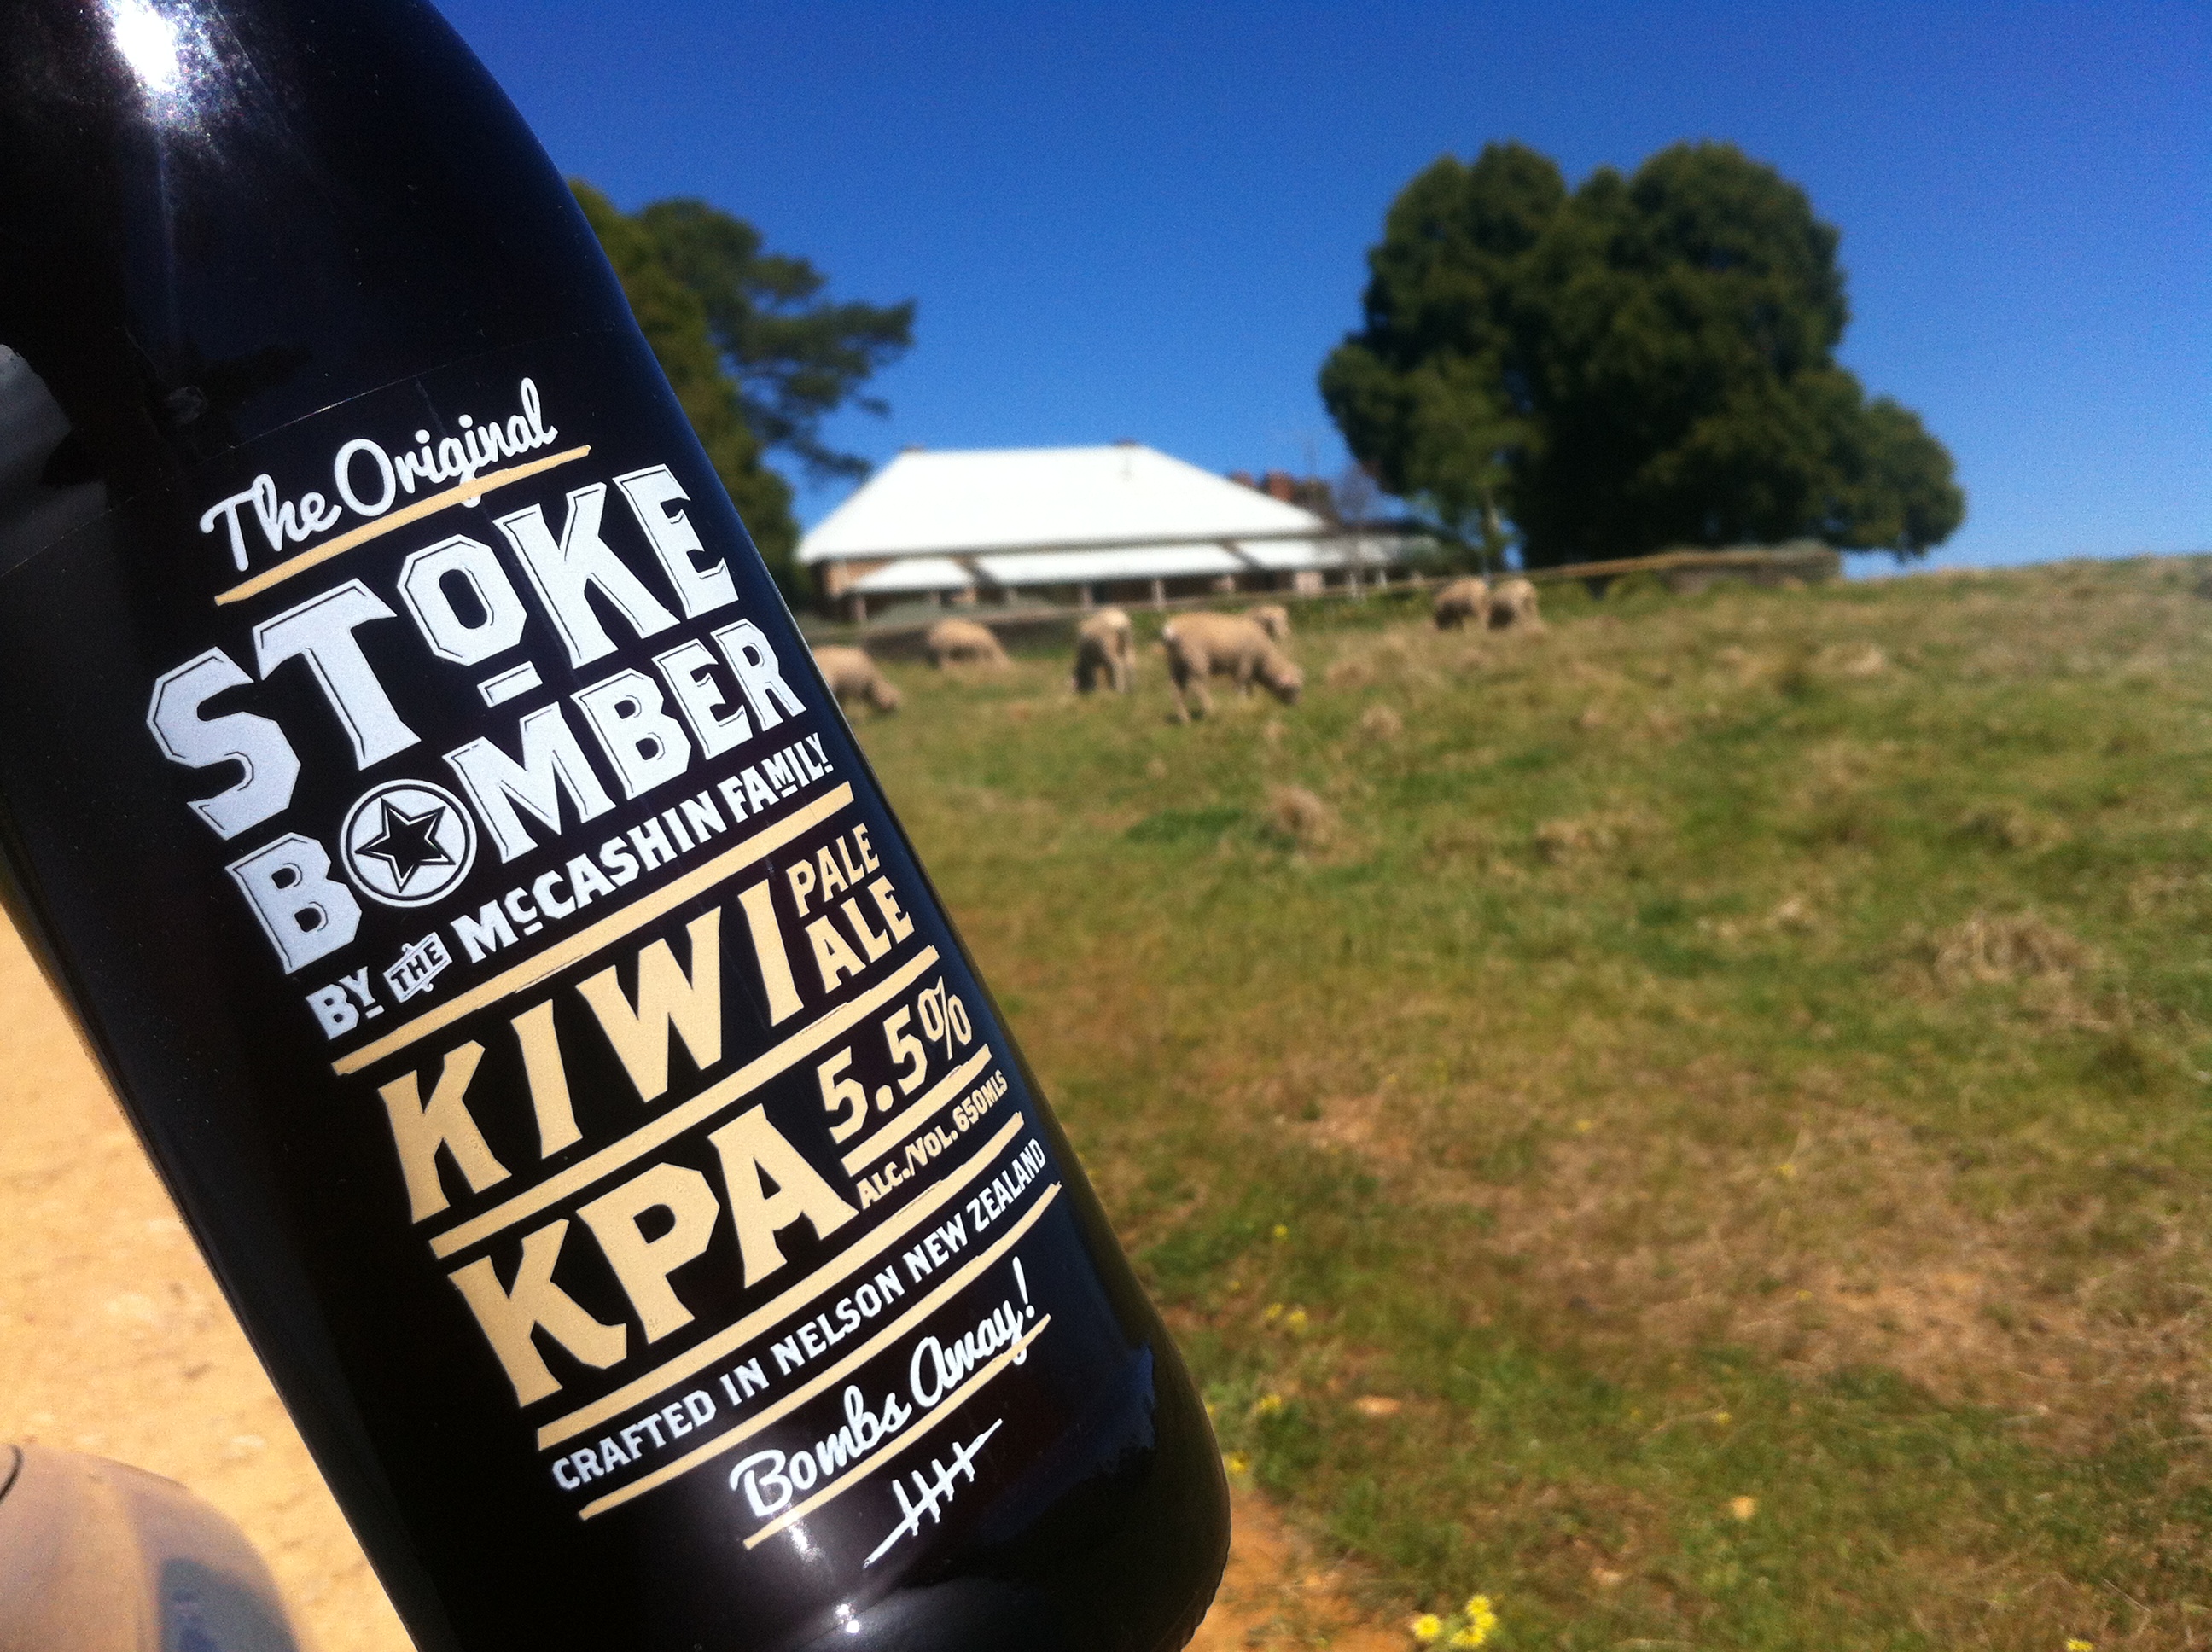 The Original
STOKE
BOMBER
BY THE MCCASHIN FAMILY
KIWI PALE ALE
KPA 5.5%
ALC./VOL. 650MLS
CRAFTED IN NELSON NEW ZEALAND
Bombs Away!